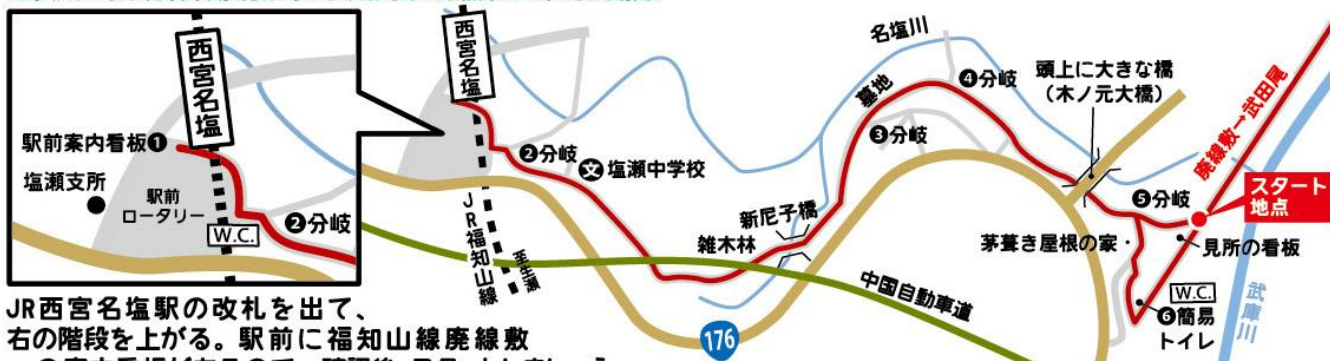 西宮名塩
駅前案内看板❶
塩瀬支所
駅前
ロータリー
W.C.
❷分岐
西宮名塩
❷分岐
文 塩瀬中学校
JR福知山線
至生瀬
雑木林
新尼子橋
墓地
❸分岐
名塩川
❹分岐
頭上に大きな橋
（木ノ元大橋）
廃線敷→武田尾
❺分岐
スタート
地点
茅葺き屋根の家
見所の看板
W.C.
❻簡易
トイレ
武庫川
中国自動車道
176
JR西宮名塩駅の改札を出て、
右の階段を上がる。駅前に福知山線廃線敷